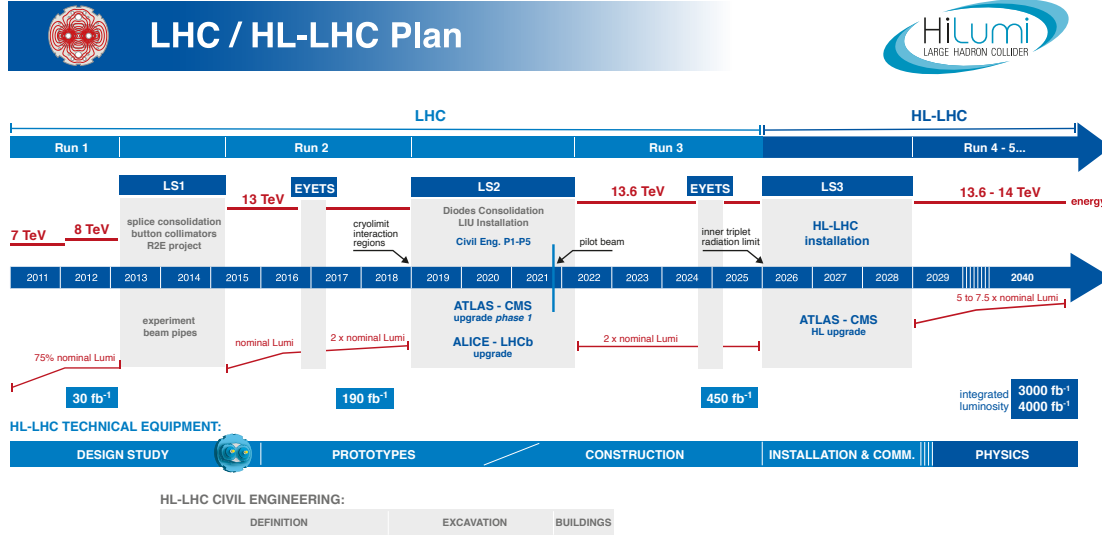 LHC / HL-LHC Plan
HiLumi
LARGE HADRON COLLIDER
LHC
HL-LHC
Run 1
Run 2
Run 3
Run 4 - 5...
LS1
EYETS
LS2
EYETS
LS3
13 TeV
13.6 TeV
13.6 - 14 TeV
energy
7 TeV
8 TeV
splice consolidation
button collimators
R2E project
cryolimit
interaction
regions
Diodes Consolidation
LIU Installation
Civil Eng. P1-P5
pilot beam
inner triplet
radiation limit
HL-LHC
installation
2011
2012
2013
2014
2015
2016
2017
2018
2019
2020
2021
2022
2023
2024
2025
2026
2027
2028
2029
2040
experiment
beam pipes
ATLAS - CMS
upgrade phase 1
ALICE - LHCb
upgrade
ATLAS - CMS
HL upgrade
5 to 7.5 x nominal Lumi
75% nominal Lumi
nominal Lumi
2 x nominal Lumi
2 x nominal Lumi
30 fb-1
190 fb-1
450 fb-1
integrated
luminosity
3000 fb-1
4000 fb-1
HL-LHC TECHNICAL EQUIPMENT:
DESIGN STUDY
PROTOTYPES
CONSTRUCTION
INSTALLATION & COMM.
PHYSICS
HL-LHC CIVIL ENGINEERING:
DEFINITION
EXCAVATION
BUILDINGS